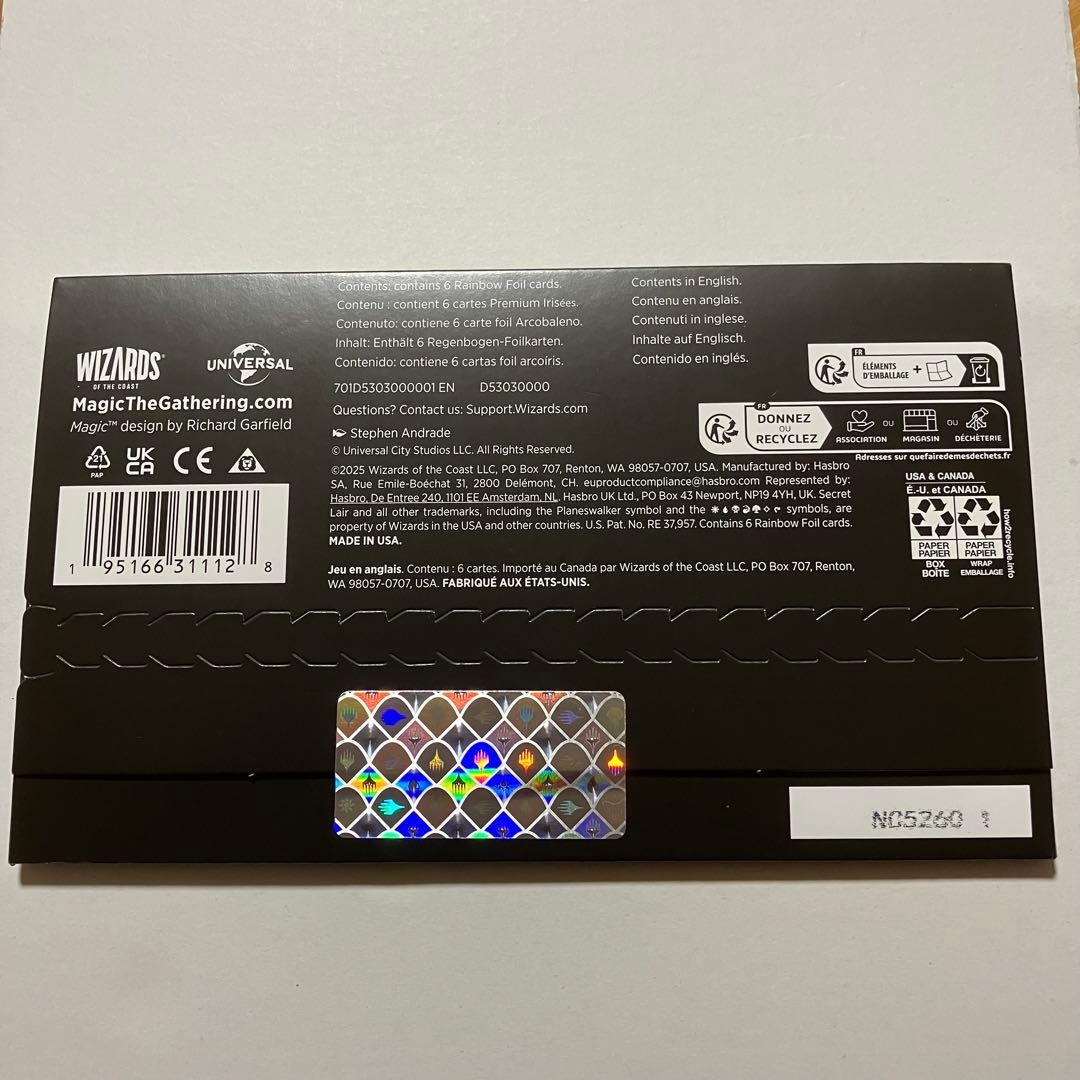 Contents: contains 6 Rainbow Foil cards.
Contenu : contient 6 cartes Premium Irisées.
Contenuto: contiene 6 carte foil Arcobaleno.
Inhalt: Enthält 6 Regenbogen-Foilkarten.
Contenido: contiene 6 cartas foil arcoíris.
Contents in English.
Contenu en anglais.
Contenuti in inglese.
Inhalte auf Englisch.
Contenido en inglés.
WIZARDS
OF THE COAST
UNIVERSAL
MagicTheGathering.com
Magic™ design by Richard Garfield
21
PAP
UK
CA
CE
1 95166 31112 8
701D5303000001 EN D53030000
Questions? Contact us: Support.Wizards.com
Stephen Andrade
© Universal City Studios LLC. All Rights Reserved.
©2025 Wizards of the Coast LLC, PO Box 707, Renton, WA 98057-0707, USA. Manufactured by: Hasbro
SA, Rue Emile-Boéchat 31, 2800 Delémont, CH. euproductcompliance@hasbro.com Represented by:
Hasbro, De Entree 240, 1101 EE Amsterdam, NL. Hasbro UK Ltd., PO Box 43 Newport, NP19 4YH, UK. Secret
Lair and all other trademarks, including the Planeswalker symbol and the symbols, are
property of Wizards in the USA and other countries. U.S. Pat. No. RE 37,957. Contains 6 Rainbow Foil cards.
MADE IN USA.
Jeu en anglais. Contenu : 6 cartes. Importé au Canada par Wizards of the Coast LLC, PO Box 707, Renton,
WA 98057-0707, USA. FABRIQUÉ AUX ÉTATS-UNIS.
FR
ÉLÉMENTS
D'EMBALLAGE +
FR
DONNEZ
OU
RECYCLEZ
ASSOCIATION
OU
MAGASIN
OU
DÉCHÈTERIE
Adresses sur quefairedemesdechets.fr
USA & CANADA
É.-U. et CANADA
PAPER
PAPIER
BOX
BOÎTE
PAPER
PAPIER
WRAP
EMBALLAGE
how2recycle.info